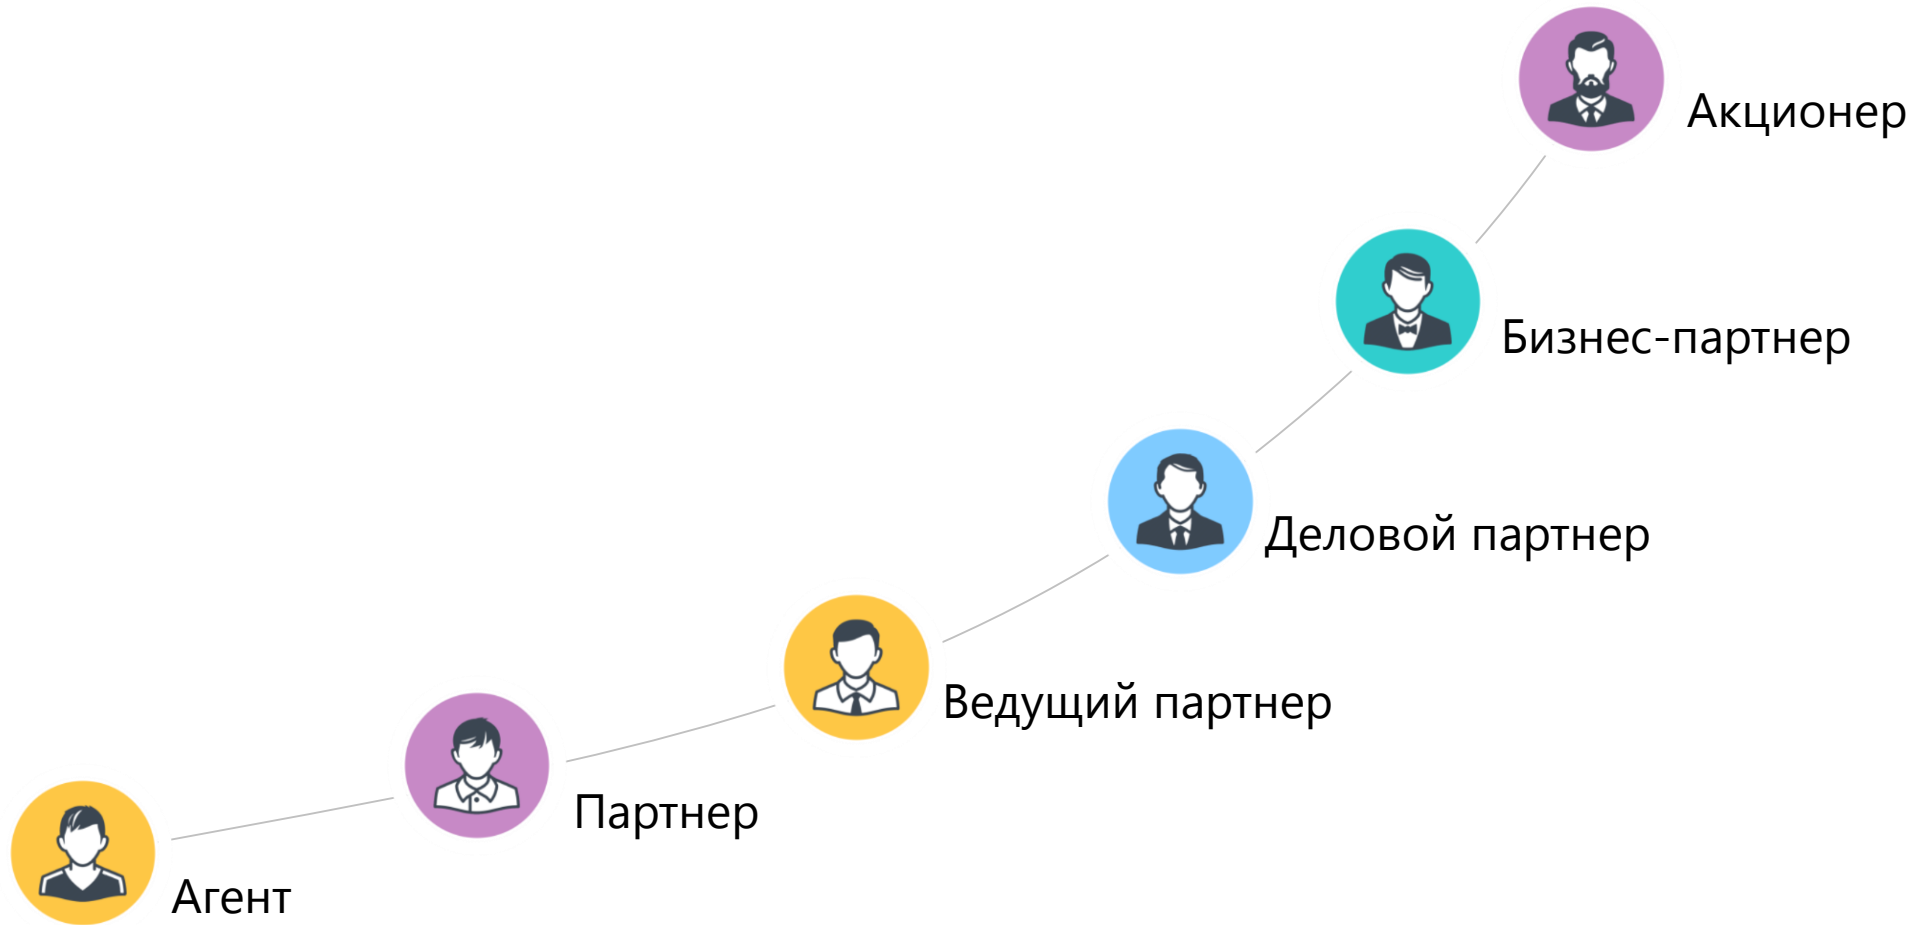 Акционер
Бизнес-партнер
Деловой партнер
Ведущий партнер
Партнер
Агент